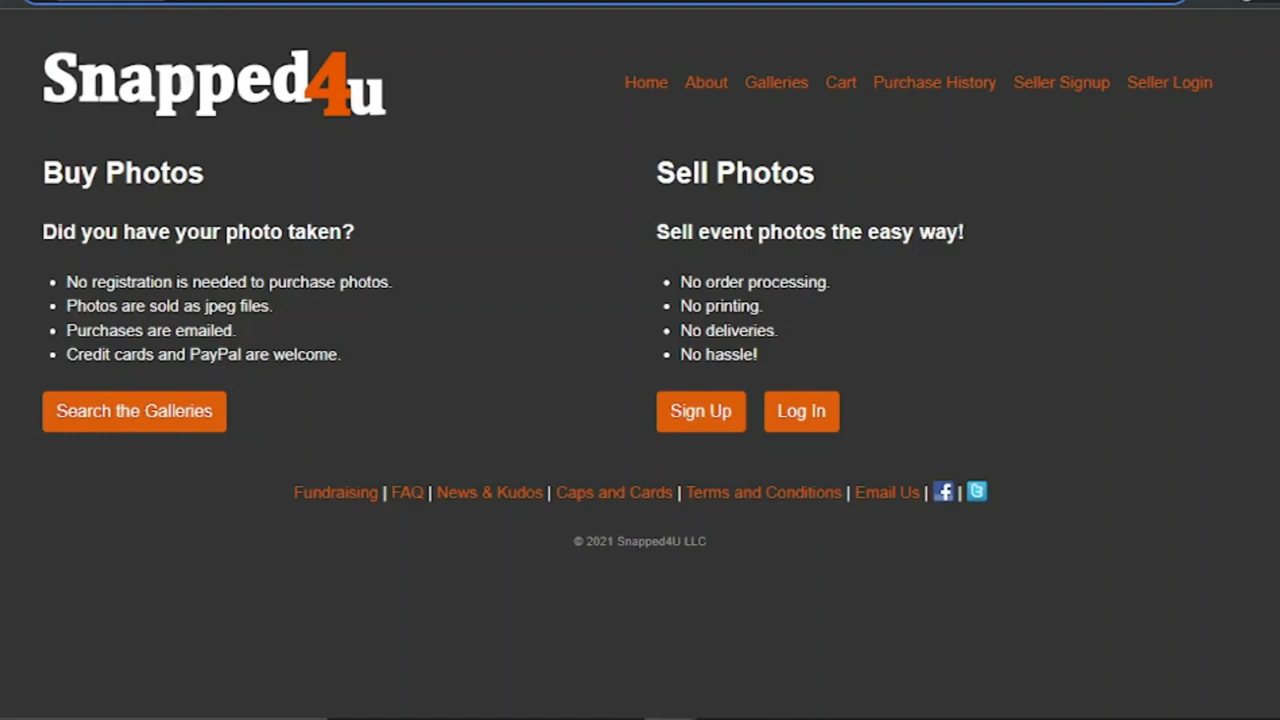 Snapped4u
Home About Galleries Cart Purchase History Seller Signup Seller Login
Buy Photos
Did you have your photo taken?
No registration is needed to purchase photos.
Photos are sold as jpeg files.
Purchases are emailed.
Credit cards and PayPal are welcome.
Search the Galleries
Sell Photos
Sell event photos the easy way!
No order processing.
No printing.
No deliveries.
No hassle!
Sign Up Log In
Fundraising | FAQ | News & Kudos | Caps and Cards | Terms and Conditions | Email Us | |
© 2021 Snapped4U LLC